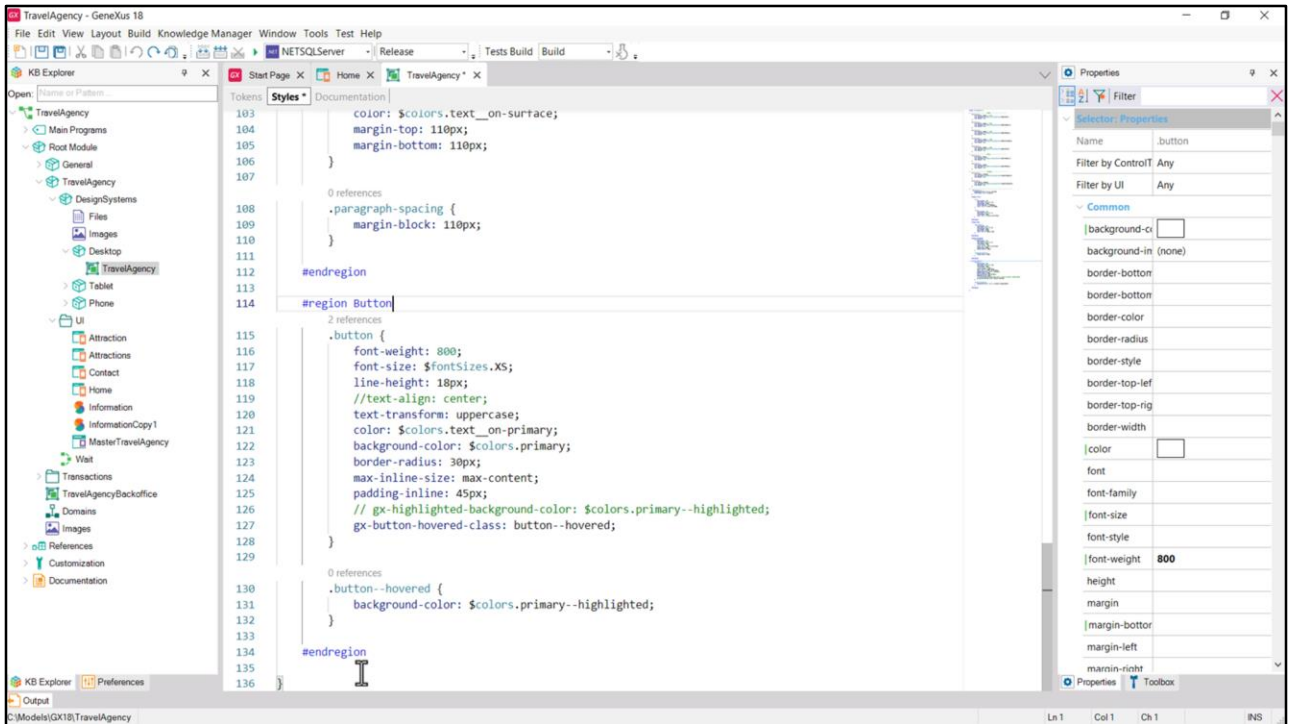 GX TravelAgency - GeneXus 18
File Edit View Layout Build Knowledge Manager Window Tools Test Help
NETSQLServer Release Tests Build Build
KB Explorer
Open: Name or Pattern...
TravelAgency
Main Programs
Root Module
General
TravelAgency
DesignSystems
Files
Images
Desktop
TravelAgency
Tablet
Phone
UI
Attraction
Attractions
Contact
Home
Information
InformationCopy1
MasterTravelAgency
Wait
Transactions
TravelAgencyBackoffice
Domains
Images
References
Customization
Documentation
KB Explorer Preferences
GX Start Page X Home X TravelAgency* X
Tokens Styles * Documentation
103 color: $colors.text__on-surface;
104 margin-top: 110px;
105 margin-bottom: 110px;
106 }
107
0 references
108 .paragraph-spacing {
109 margin-block: 110px;
110 }
111
112 #endregion
113
114 #region Button
2 references
115 .button {
116 font-weight: 800;
117 font-size: $fontSizes.XS;
118 line-height: 18px;
119 //text-align: center;
120 text-transform: uppercase;
121 color: $colors.text__on-primary;
122 background-color: $colors.primary;
123 border-radius: 30px;
124 max-inline-size: max-content;
125 padding-inline: 45px;
126 // gx-highlighted-background-color: $colors.primary--highlighted;
127 gx-button-hovered-class: button--hovered;
128 }
129
0 references
130 .button--hovered {
131 background-color: $colors.primary--highlighted;
132 }
133
134 #endregion
135
136 }
Properties
Filter
Selector: Properties
Name .button
Filter by ControlT Any
Filter by UI Any
Common
background-c
background-im (none)
border-bottom
border-bottom
border-color
border-radius
border-style
border-top-lef
border-top-rig
border-width
color
font
font-family
font-size
font-style
font-weight 800
height
margin
margin-bottor
margin-left
margin-right
Properties Toolbox
Output
C:\Models\GX18\TravelAgency Ln 1 Col 1 Ch 1 INS